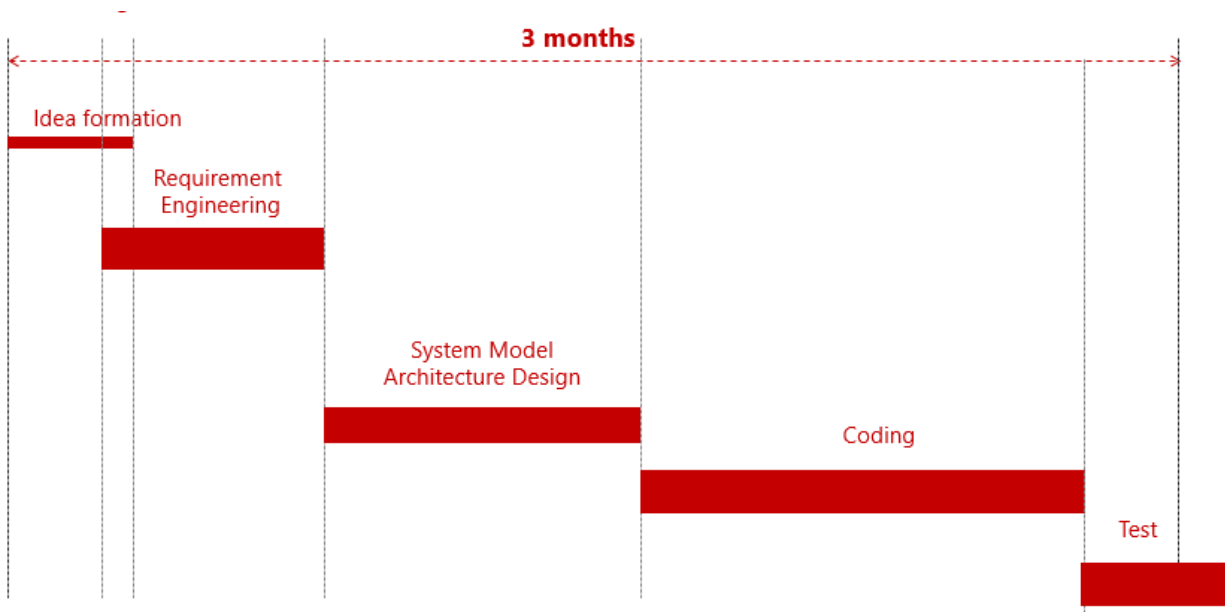 3 months
Idea formation
Requirement
Engineering
System Model
Architecture Design
Coding
Test